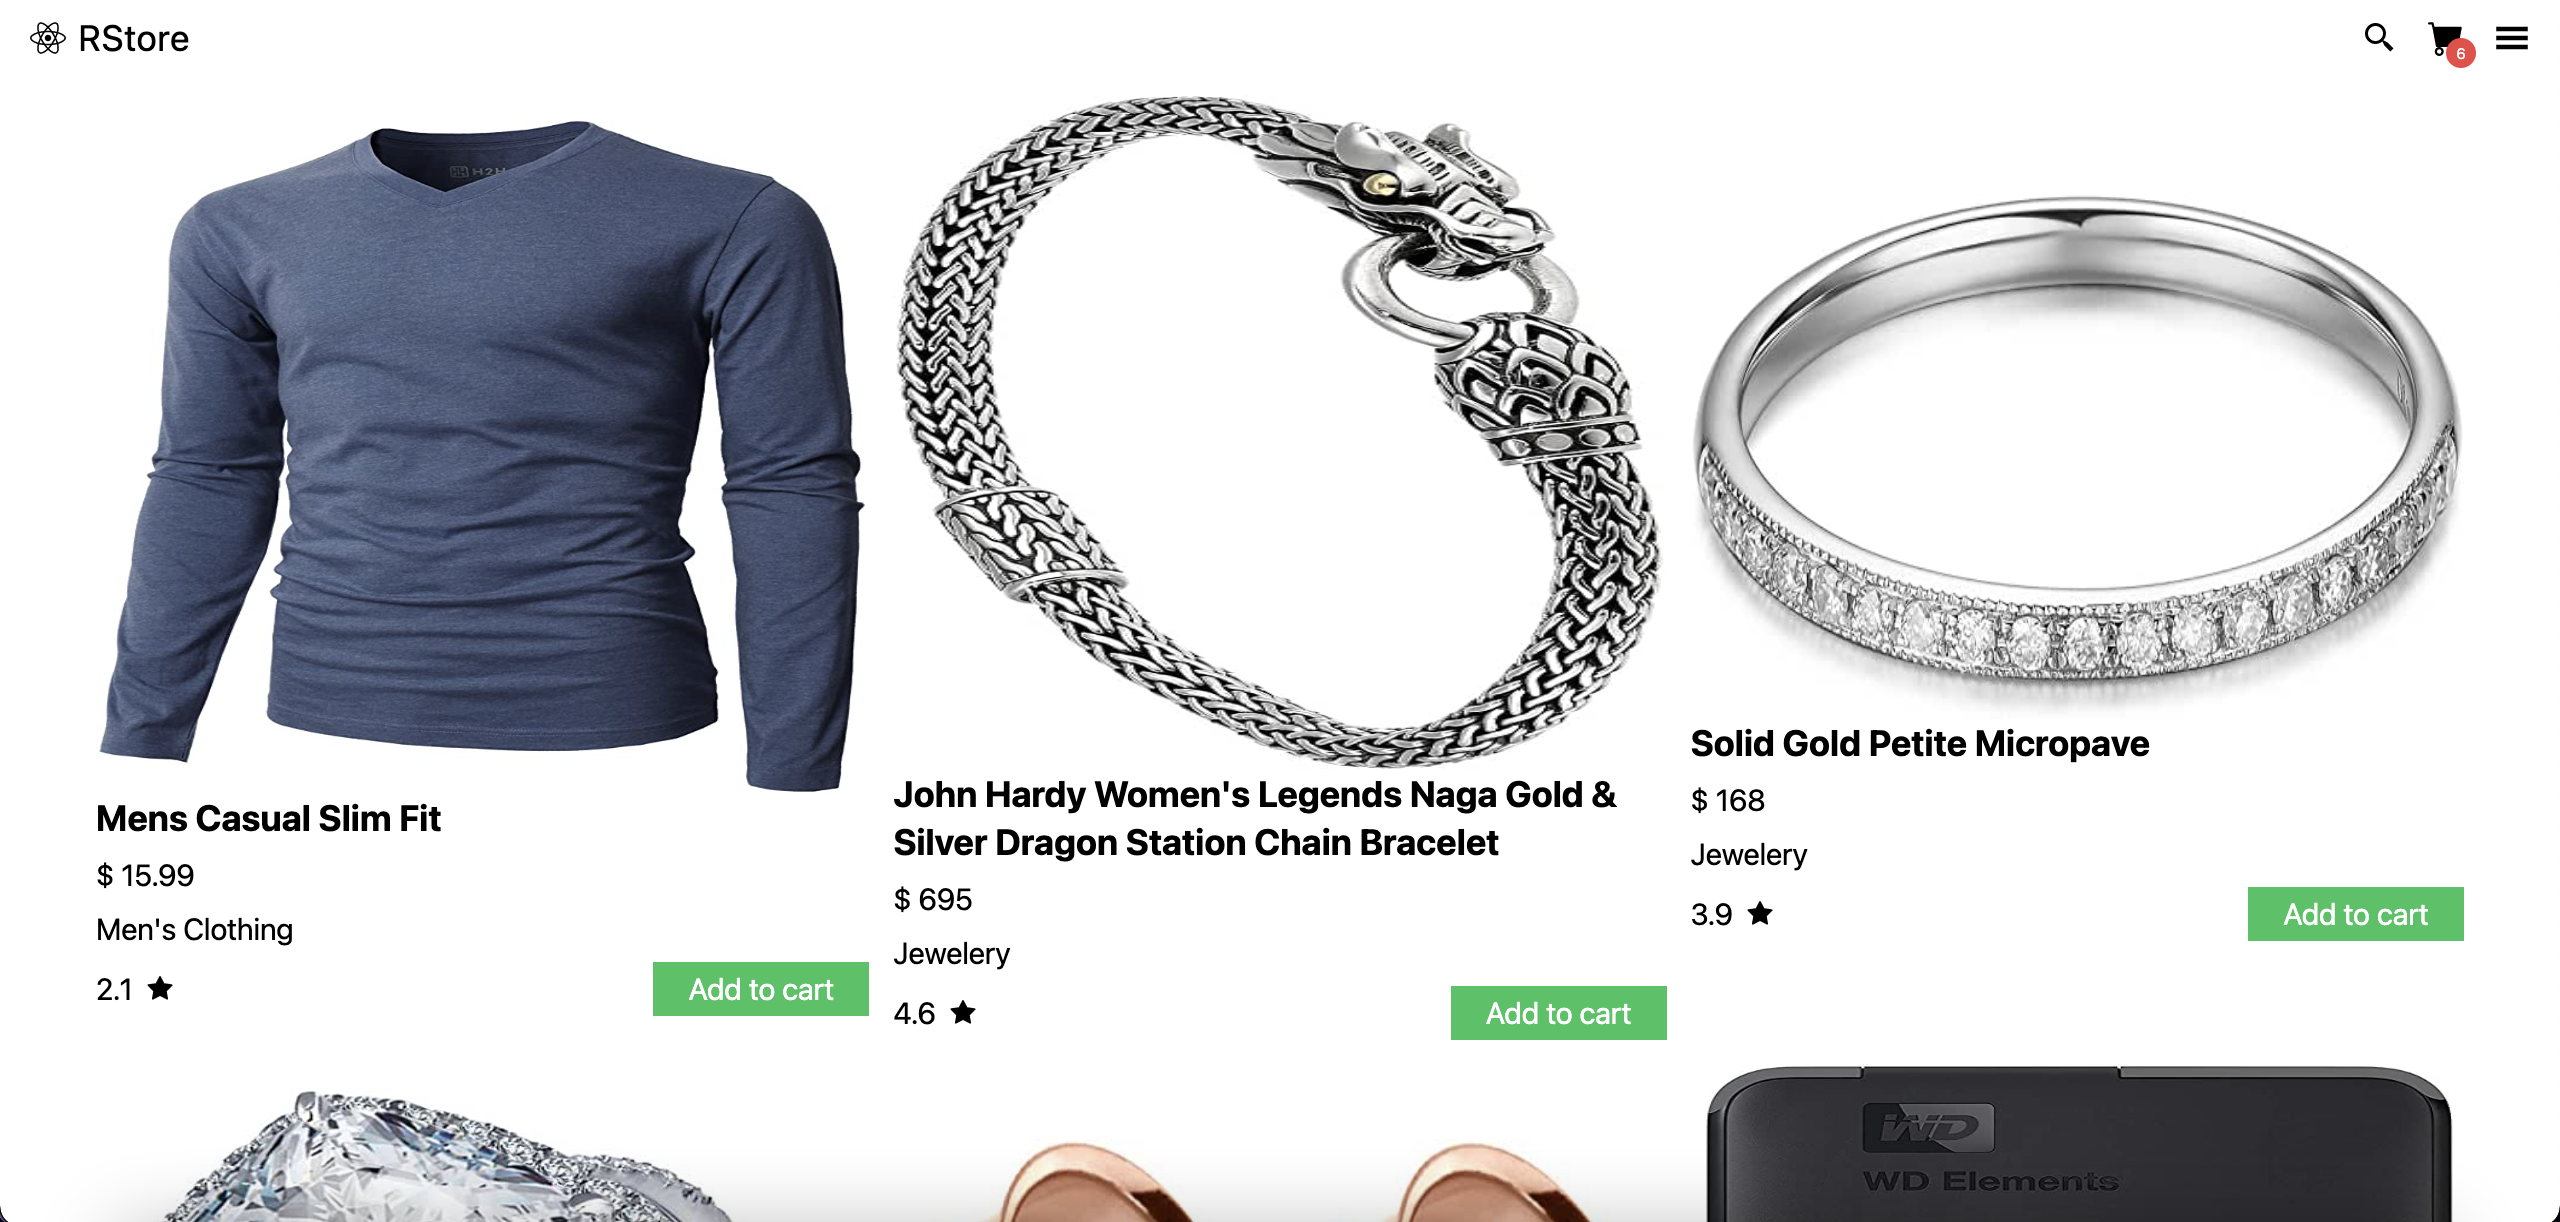 RStore
6
H2H
Mens Casual Slim Fit
$ 15.99
Men's Clothing
2.1
Add to cart
John Hardy Women's Legends Naga Gold &
Silver Dragon Station Chain Bracelet
$ 695
Jewelery
4.6
Add to cart
Solid Gold Petite Micropave
$ 168
Jewelery
3.9
Add to cart
WD
WD Elements